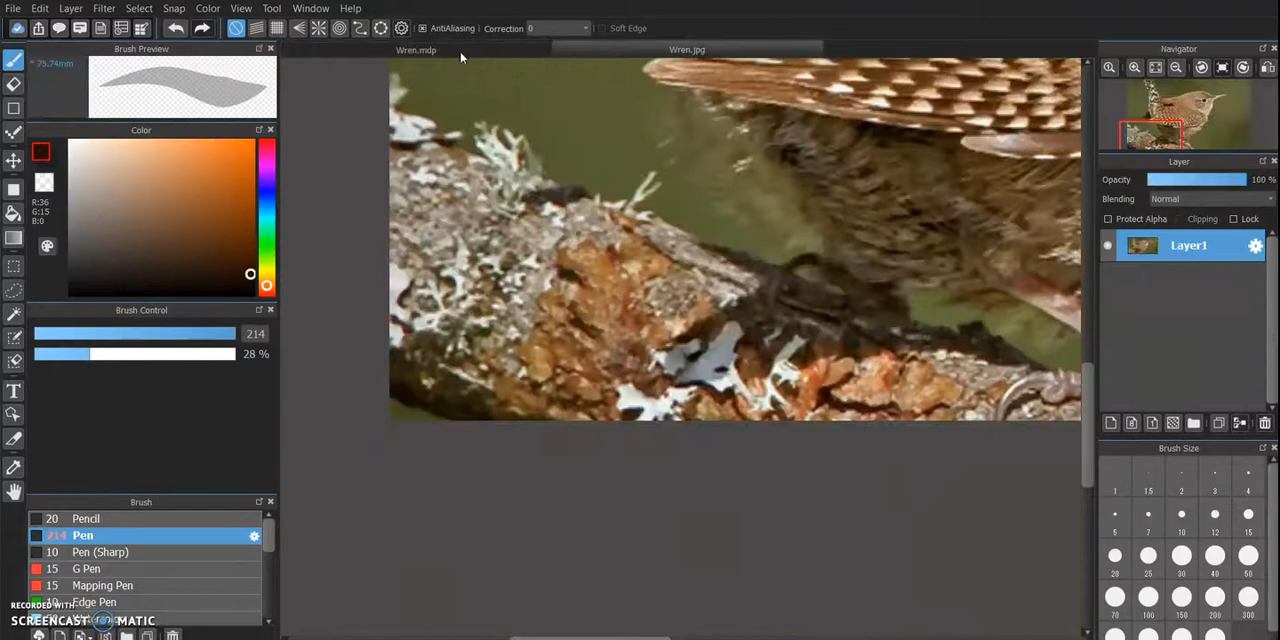 File Edit Layer Filter Select Snap Color View Tool Window Help
AntiAliasing Correction 0 Soft Edge
Brush Preview Wren.mdp Wren.jpg Navigator
75.74mm
Color
R:36
G:15
B:0
Layer
Opacity 100 %
Blending Normal
Protect Alpha Clipping Lock
Layer1
Brush Control
214
28 %
Brush
20 Pencil
214 Pen
10 Pen (Sharp)
15 G Pen
15 Mapping Pen
10 Edge Pen
RECORDED WITH
SCREENCAST MATIC
Brush Size
1 1.5 2 3 4
5 7 10 12 15
20 25 30 40 50
70 100 150 200 300